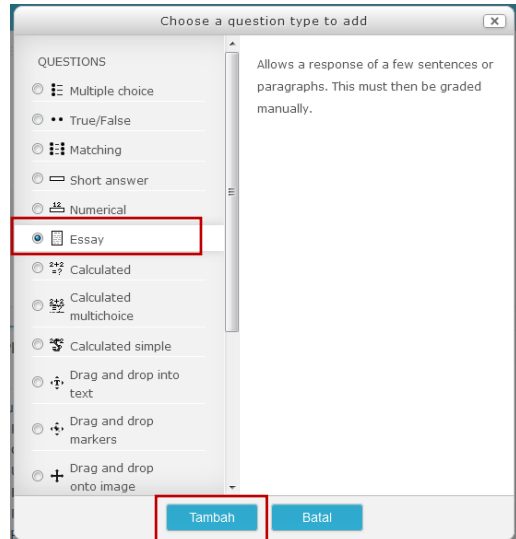 Choose a question type to add
QUESTIONS
Multiple choice
True/False
Matching
Short answer
Numerical
Essay
Calculated
Calculated
multichoice
Calculated simple
Drag and drop into
text
Drag and drop
markers
Drag and drop
onto image
Allows a response of a few sentences or
paragraphs. This must then be graded
manually.
Tambah
Batal